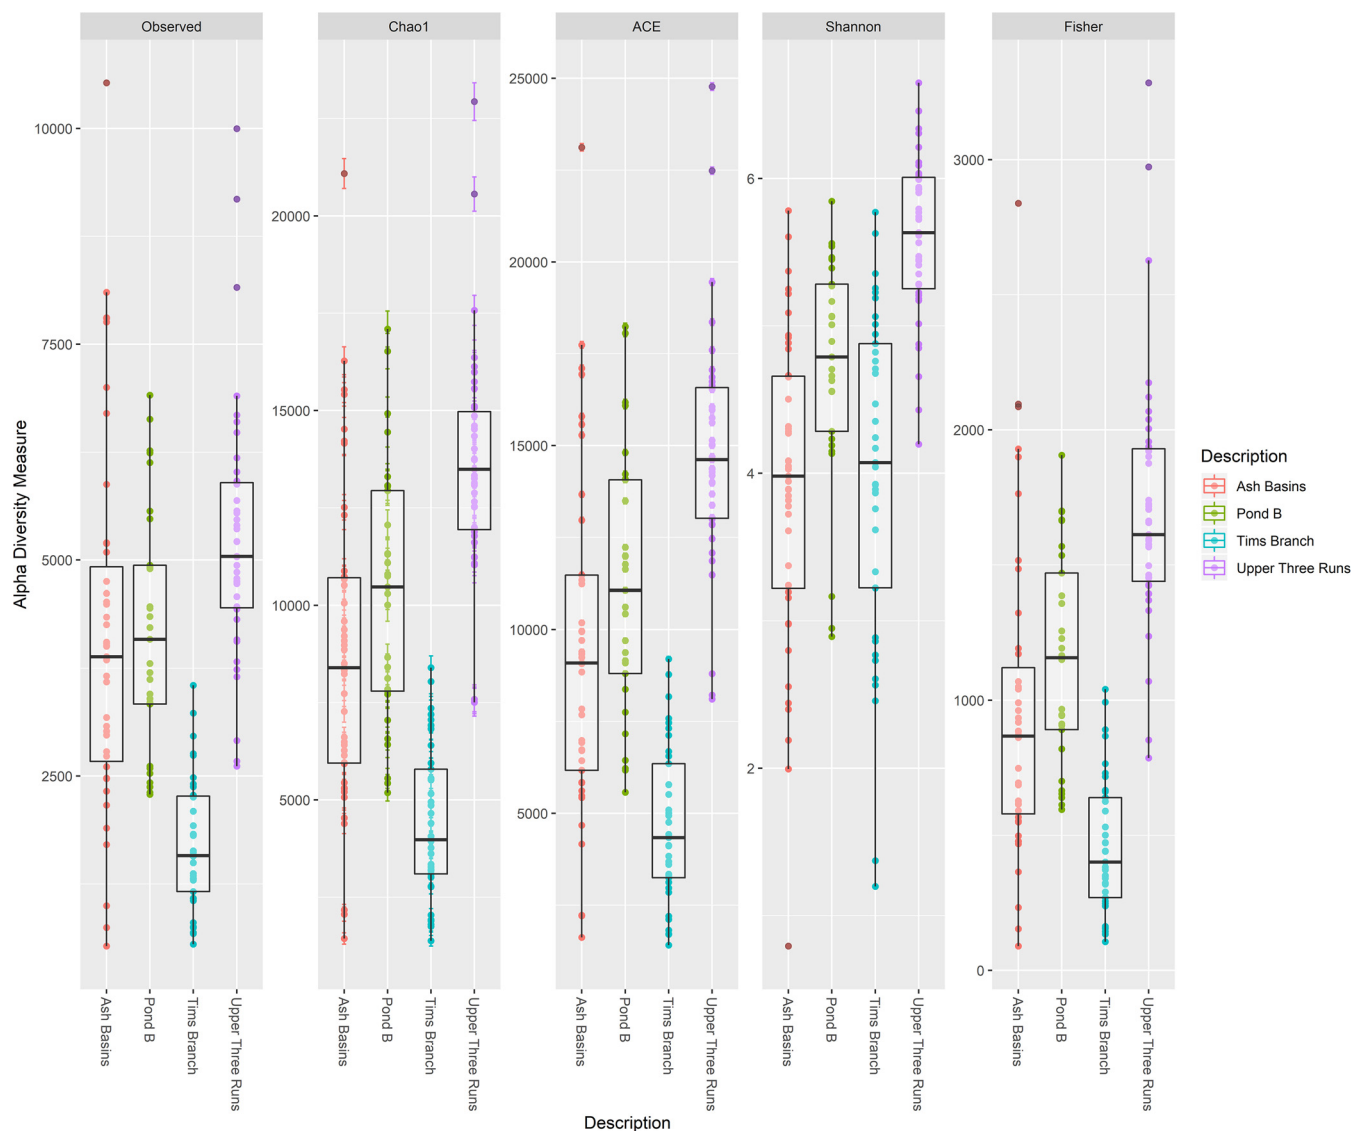 Observed
Chao1
ACE
Shannon
Fisher
Alpha Diversity Measure
10000
7500
5000
2500
20000
15000
10000
5000
25000
20000
15000
10000
5000
6
4
2
3000
2000
1000
0
Ash Basins
Pond B
Tims Branch
Upper Three Runs
Ash Basins
Pond B
Tims Branch
Upper Three Runs
Ash Basins
Pond B
Tims Branch
Upper Three Runs
Ash Basins
Pond B
Tims Branch
Upper Three Runs
Ash Basins
Pond B
Tims Branch
Upper Three Runs
Description
Description
Ash Basins
Pond B
Tims Branch
Upper Three Runs